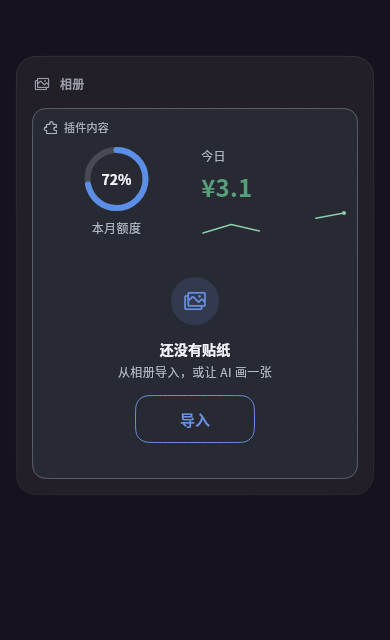 相册
插件内容
72%
本月额度
今日
¥3.1
还没有贴纸
从相册导入，或让 AI 画一张
导入